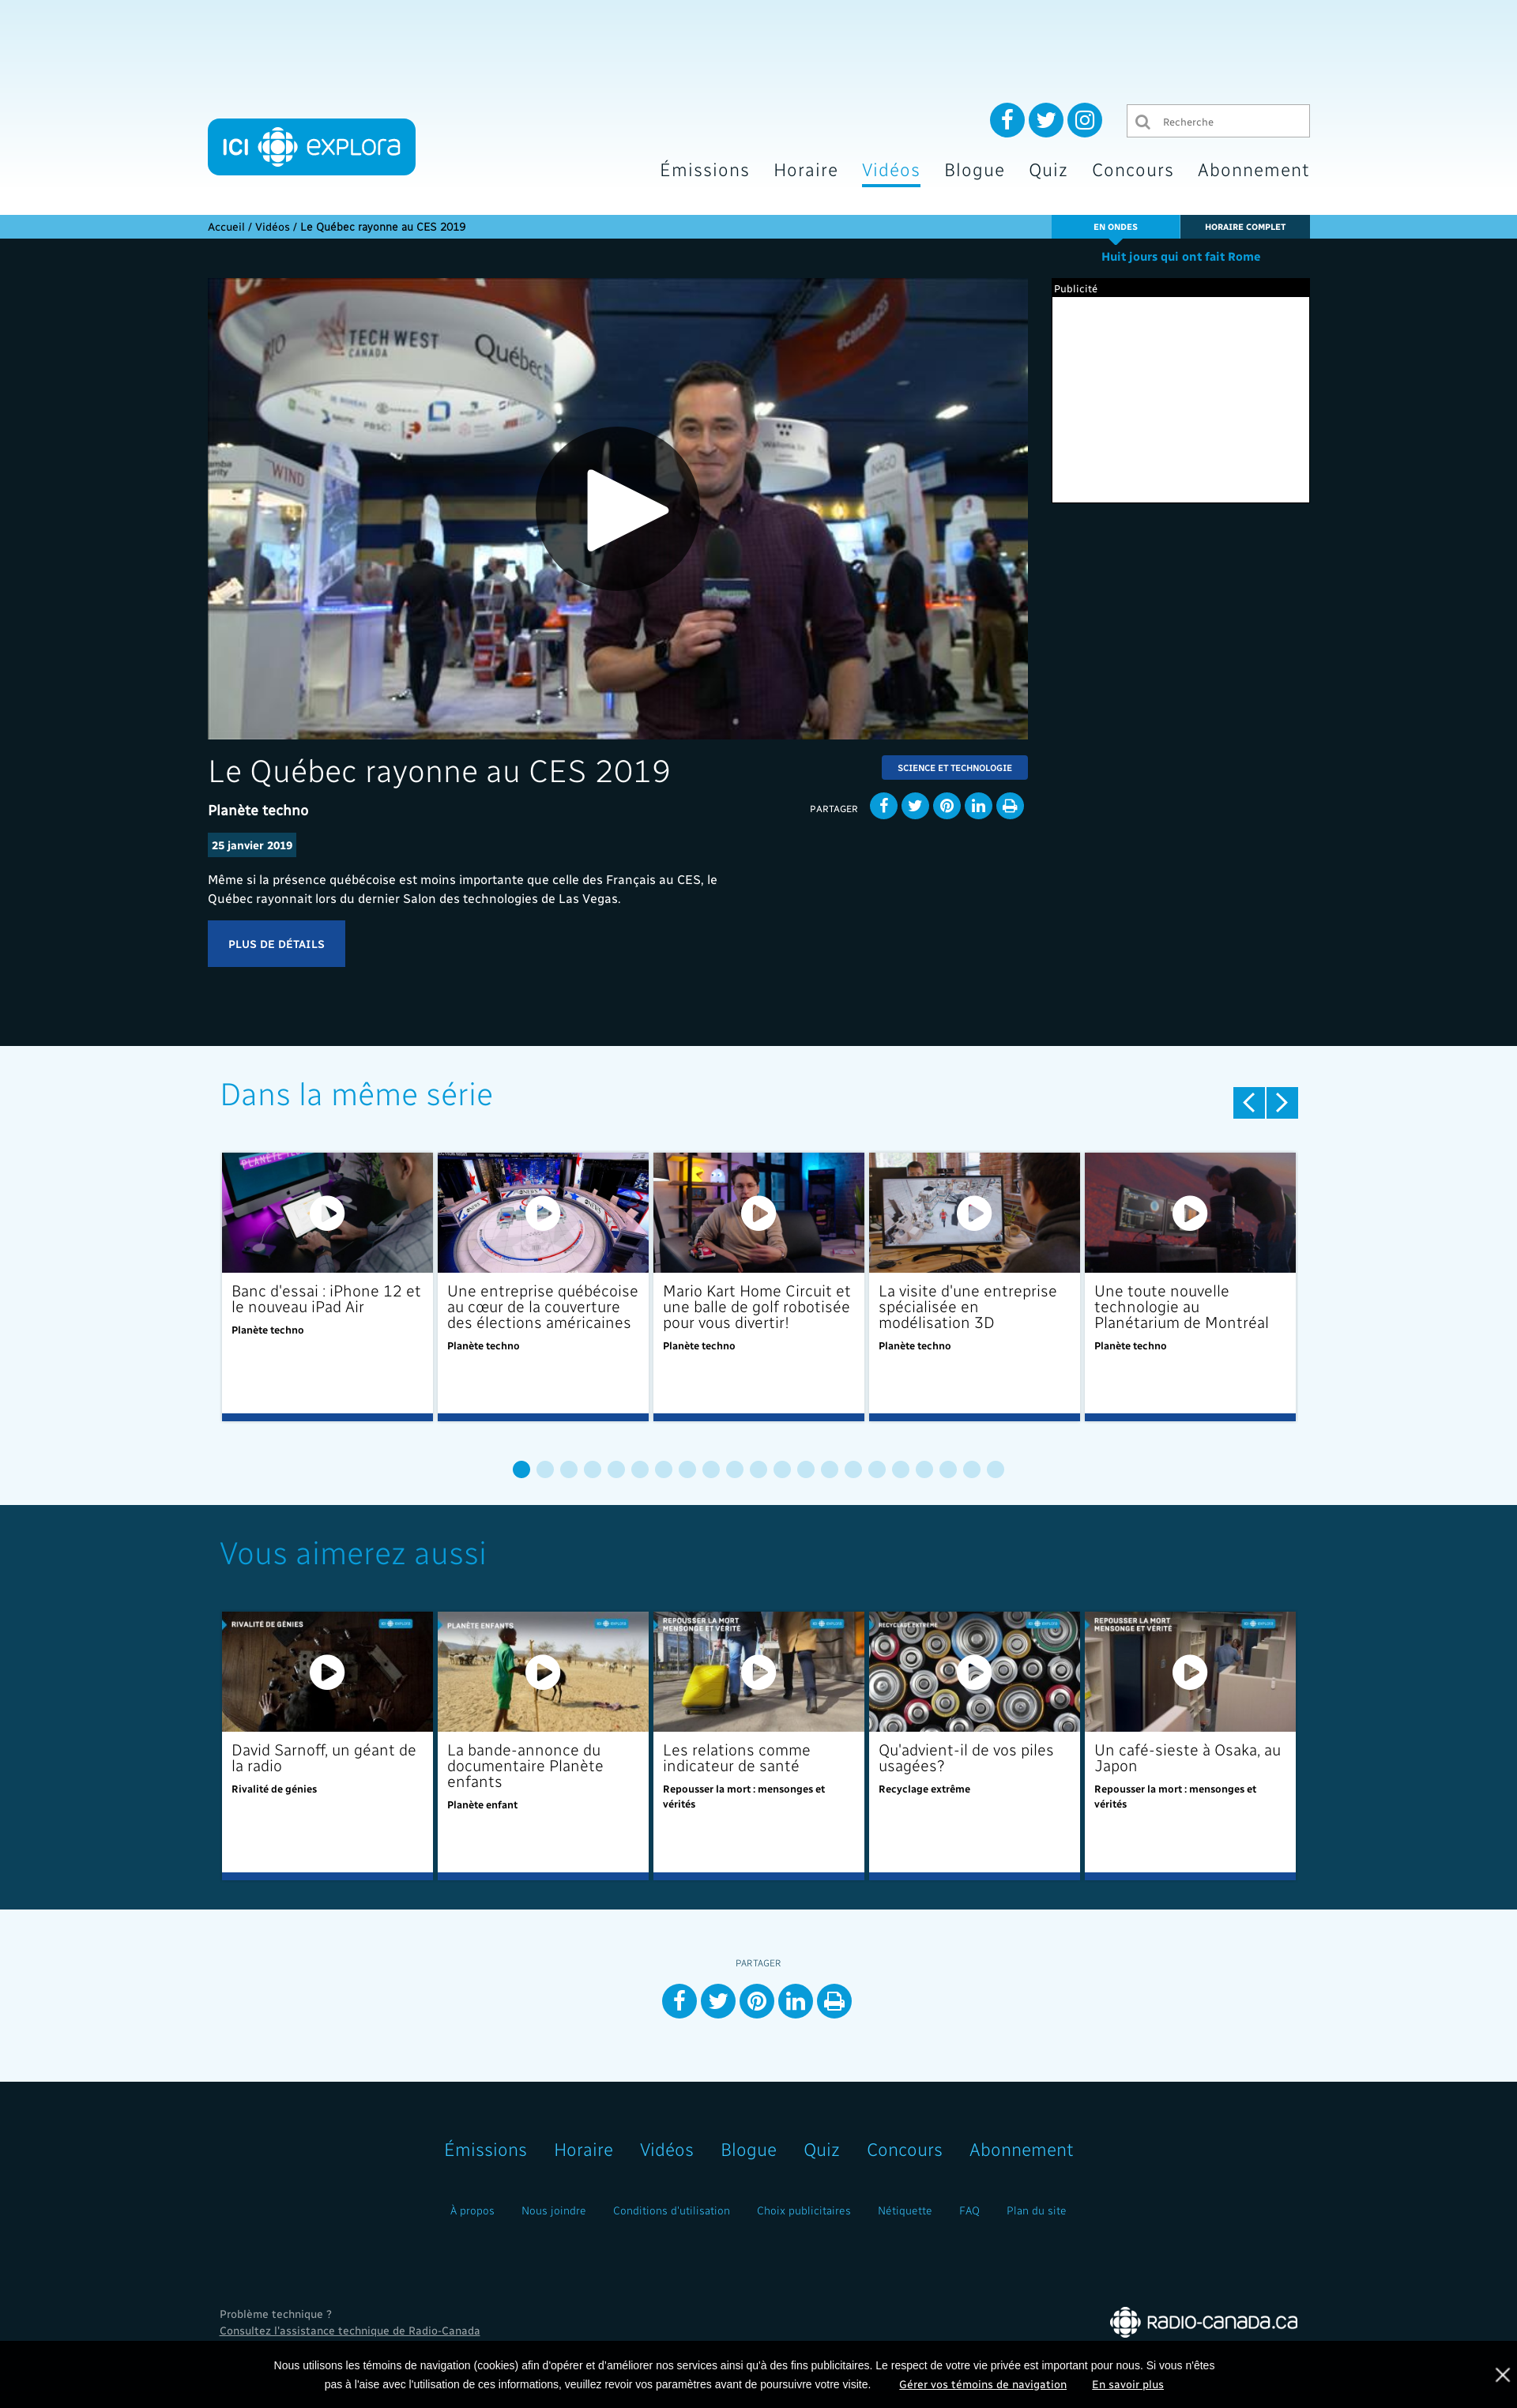 ICI explora
Recherche
Émissions Horaire Vidéos Blogue Quiz Concours Abonnement
Accueil / Vidéos / Le Québec rayonne au CES 2019
EN ONDES
HORAIRE COMPLET
Huit jours qui ont fait Rome
Publicité
TECH WEST
CANADA
Québec
#CanadaCES
WIND
Le Québec rayonne au CES 2019
SCIENCE ET TECHNOLOGIE
Planète techno
PARTAGER
25 janvier 2019
Même si la présence québécoise est moins importante que celle des Français au CES, le
Québec rayonnait lors du dernier Salon des technologies de Las Vegas.
PLUS DE DÉTAILS
Dans la même série
Banc d'essai : iPhone 12 et
le nouveau iPad Air
Planète techno
Une entreprise québécoise
au cœur de la couverture
des élections américaines
Planète techno
Mario Kart Home Circuit et
une balle de golf robotisée
pour vous divertir!
Planète techno
La visite d'une entreprise
spécialisée en
modélisation 3D
Planète techno
Une toute nouvelle
technologie au
Planétarium de Montréal
Planète techno
Vous aimerez aussi
RIVALITÉ DE GÉNIES
David Sarnoff, un géant de
la radio
Rivalité de génies
PLANÈTE ENFANTS
La bande-annonce du
documentaire Planète
enfants
Planète enfant
REPOUSSER LA MORT
MENSONGE ET VÉRITÉ
Les relations comme
indicateur de santé
Repousser la mort : mensonges et
vérités
RECYCLAGE EXTRÊME
Qu'advient-il de vos piles
usagées?
Recyclage extrême
REPOUSSER LA MORT
MENSONGE ET VÉRITÉ
Un café-sieste à Osaka, au
Japon
Repousser la mort : mensonges et
vérités
PARTAGER
Émissions Horaire Vidéos Blogue Quiz Concours Abonnement
À propos Nous joindre Conditions d'utilisation Choix publicitaires Nétiquette FAQ Plan du site
Problème technique ?
Consultez l'assistance technique de Radio-Canada
RADIO-CANADA.CA
Nous utilisons les témoins de navigation (cookies) afin d'opérer et d'améliorer nos services ainsi qu'à des fins publicitaires. Le respect de votre vie privée est important pour nous. Si vous n'êtes
pas à l'aise avec l'utilisation de ces informations, veuillez revoir vos paramètres avant de poursuivre votre visite. Gérer vos témoins de navigation En savoir plus